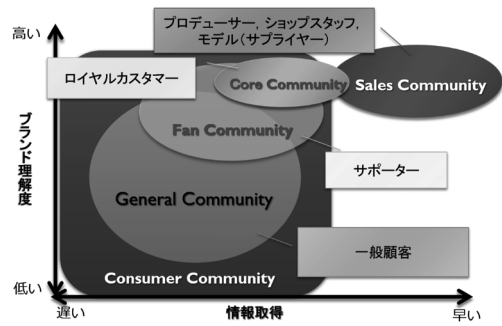 高い
プロデューサー, ショップスタッフ,
モデル(サプライヤー)
ロイヤルカスタマー
Core Community
Sales Community
Fan Community
サポーター
ブランド理解度
General Community
一般顧客
Consumer Community
低い
遅い
情報取得
早い